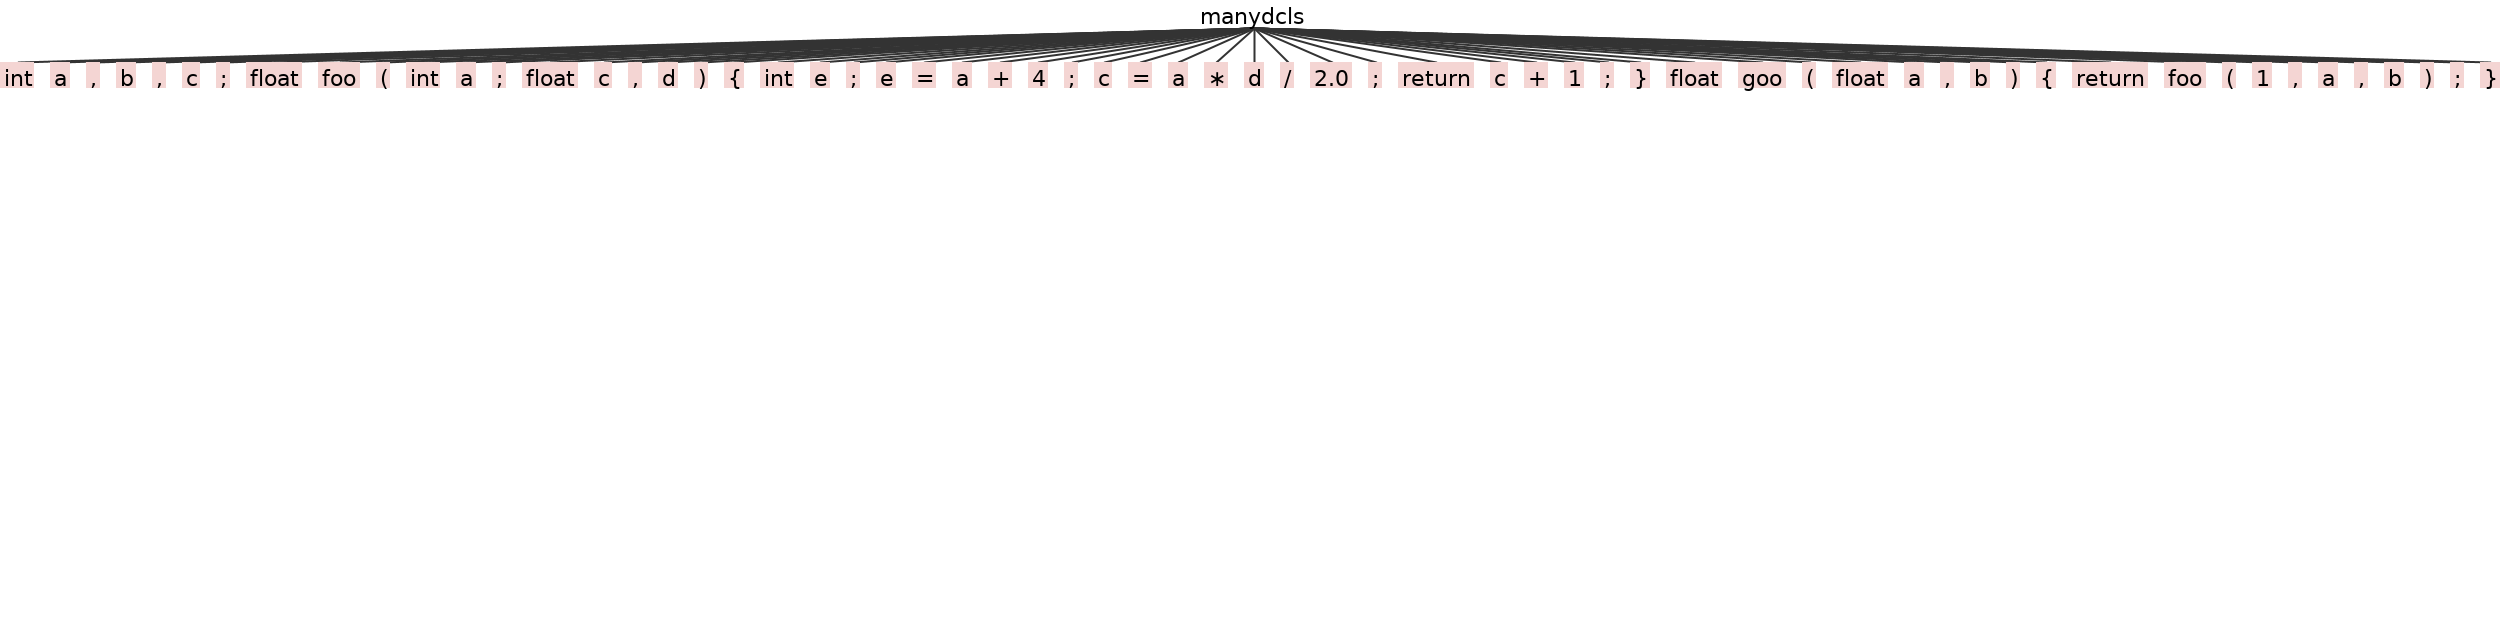 manydcls
int a , b , c ; float foo ( int a ; float c , d ) { int e ; e = a + 4 ; c = a * d / 2.0 ; return c + 1 ; } float goo ( float a , b ) { return foo ( 1 , a , b ) ; }